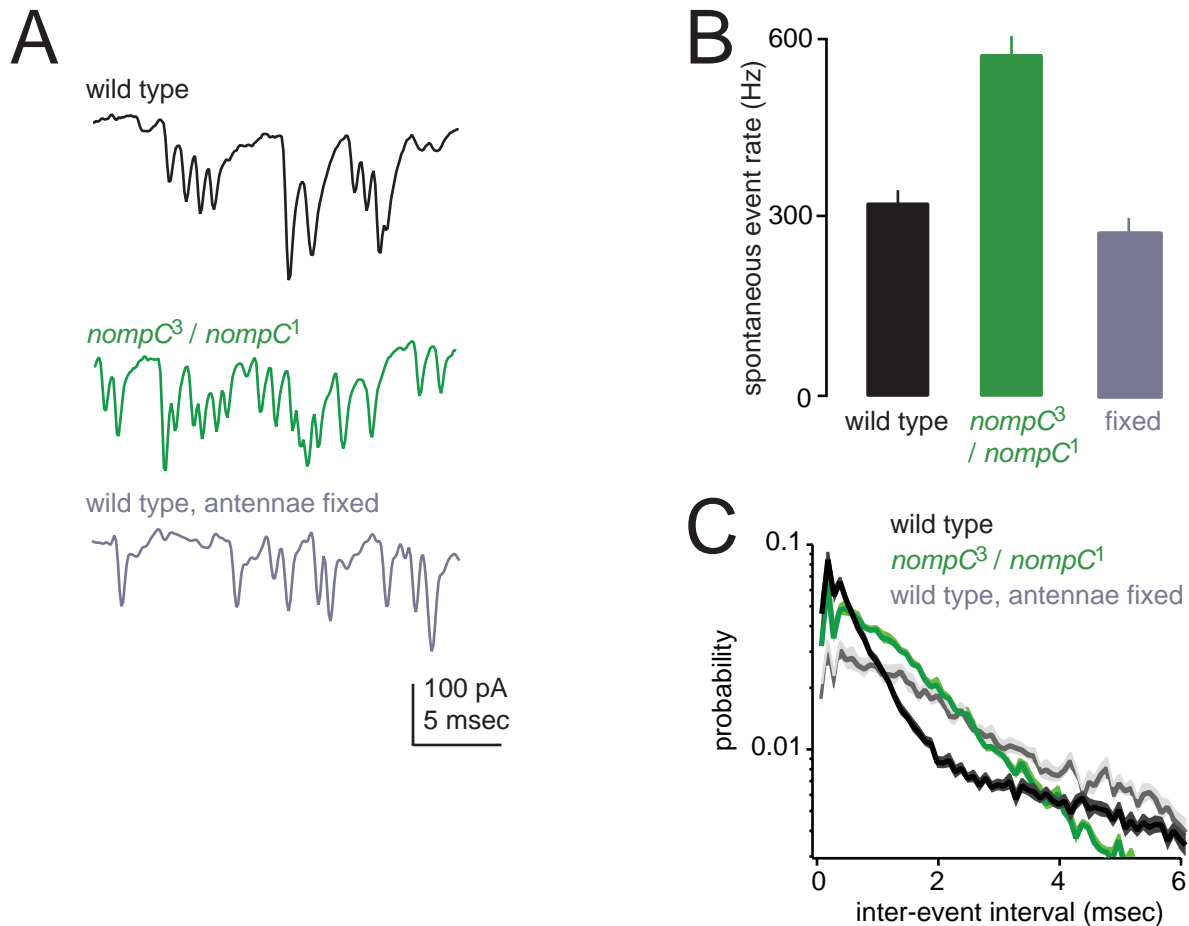 A
wild type
nompC³ / nompC¹
wild type, antennae fixed
100 pA
5 msec
B
spontaneous event rate (Hz)
600
300
0
wild type
nompC³
/ nompC¹
fixed
C
wild type
nompC³ / nompC¹
wild type, antennae fixed
probability
0.1
0.01
0
2
4
6
inter-event interval (msec)